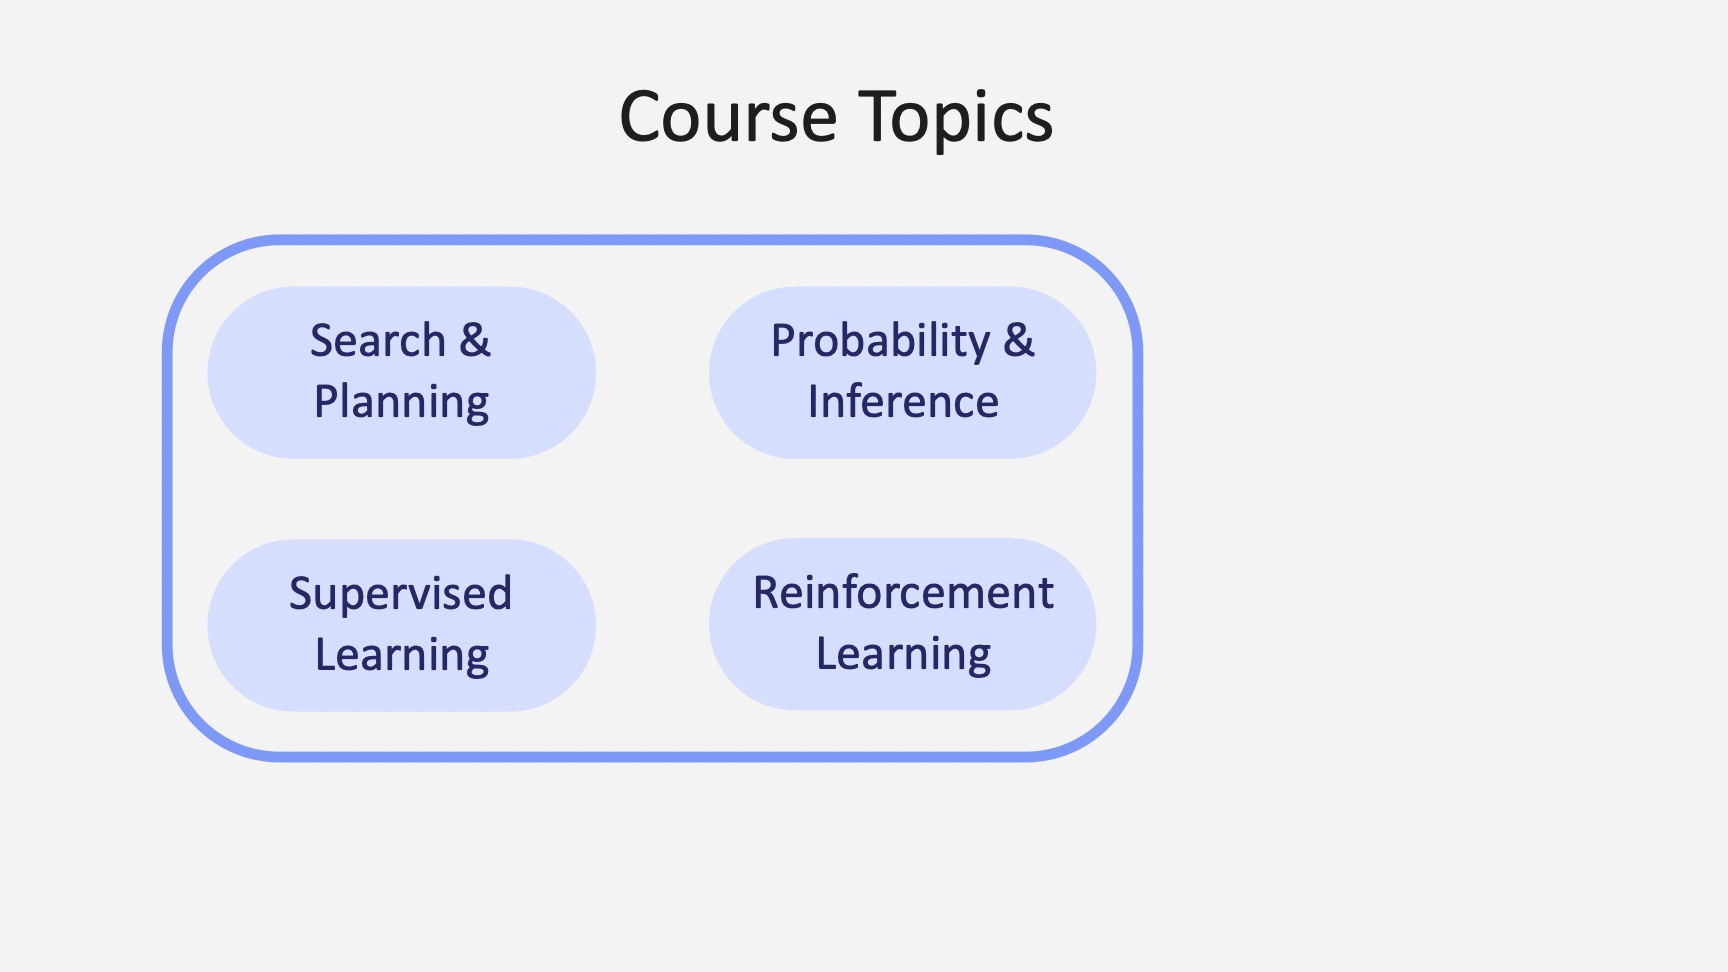 Course Topics
Search &
Planning
Probability &
Inference
Supervised
Learning
Reinforcement
Learning